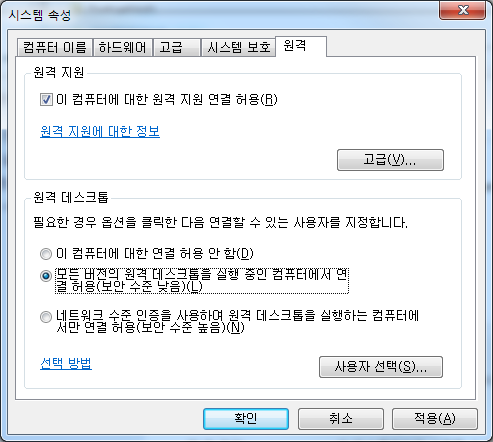 시스템 속성
컴퓨터 이름 하드웨어 고급 시스템 보호 원격
원격 지원
이 컴퓨터에 대한 원격 지원 연결 허용(R)
원격 지원에 대한 정보
고급(V)...
원격 데스크톱
필요한 경우 옵션을 클릭한 다음 연결할 수 있는 사용자를 지정합니다.
이 컴퓨터에 대한 연결 허용 안 함(D)
모든 버전의 원격 데스크톱을 실행 중인 컴퓨터에서 연
결 허용(보안 수준 낮음)(L)
네트워크 수준 인증을 사용하며 원격 데스크톱을 실행하는 컴퓨터에
서만 연결 허용(보안 수준 높음)(N)
선택 방법
사용자 선택(S)...
확인 취소 적용(A)